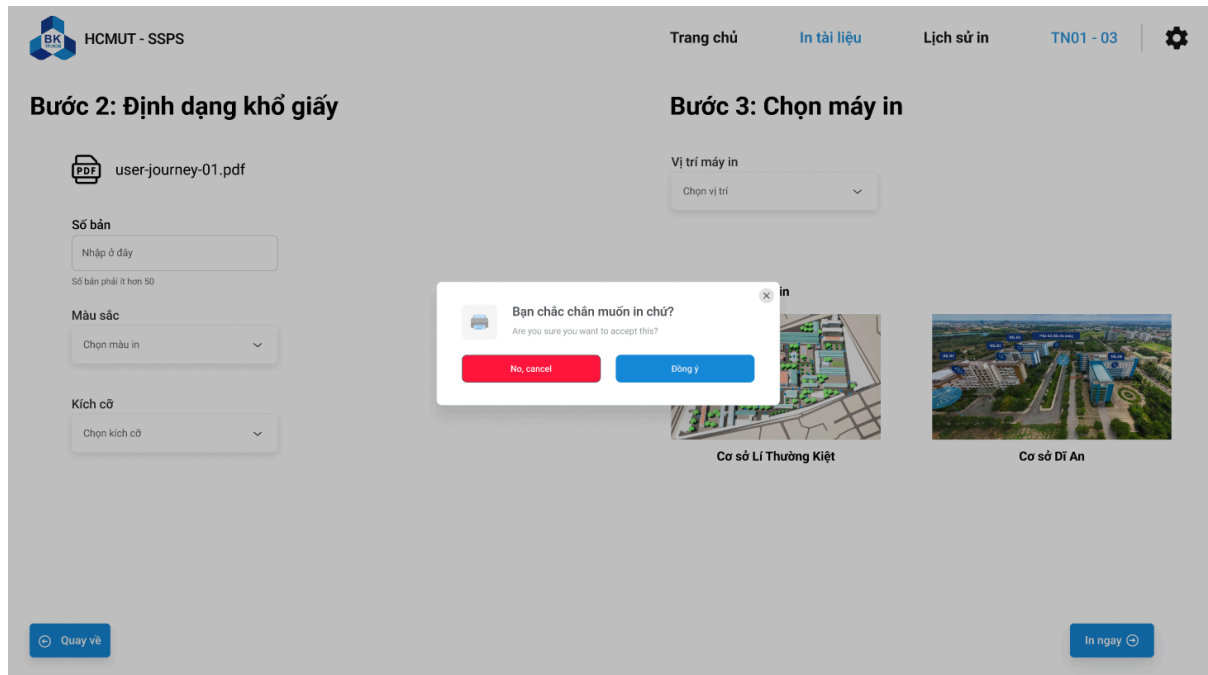 BK
TP.HCM
HCMUT - SSPS
Trang chủ
In tài liệu
Lịch sử in
TN01 - 03
Bước 2: Định dạng khổ giấy
PDF
user-journey-01.pdf
Số bản
Nhập ở đây
Số bản phải ít hơn 50
Màu sắc
Chọn màu in
Kích cỡ
Chọn kích cỡ
Bước 3: Chọn máy in
Vị trí máy in
Chọn vị trí
in
Bạn chắc chắn muốn in chứ?
Are you sure you want to accept this?
No, cancel
Đồng ý
Cơ sở Lí Thường Kiệt
Cơ sở Dĩ An
Quay về
In ngay